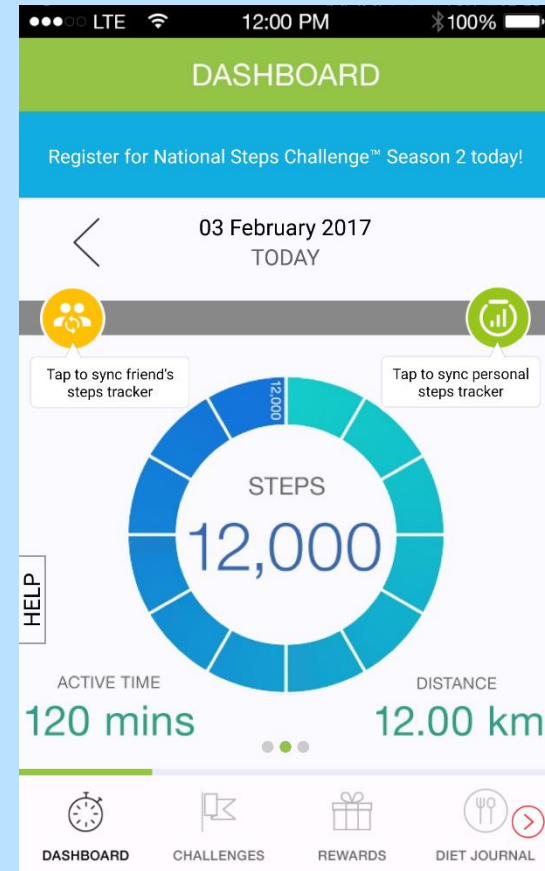 LTE 12:00 PM 100%
DASHBOARD
Register for National Steps Challenge™ Season 2 today!
03 February 2017
TODAY
Tap to sync friend's
steps tracker
Tap to sync personal
steps tracker
12,000
STEPS
12,000
HELP
ACTIVE TIME
120 mins
DISTANCE
12.00 km
DASHBOARD
CHALLENGES
REWARDS
DIET JOURNAL